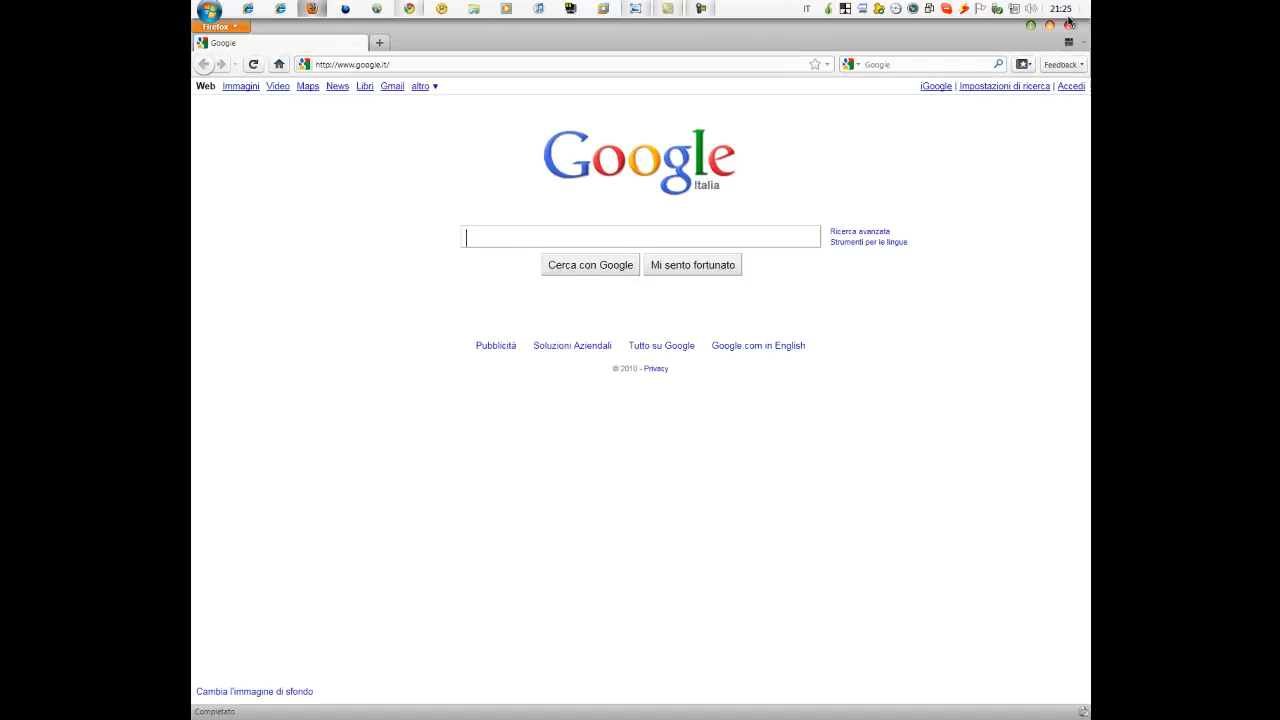 IT 21:25
Firefox
Google
http://www.google.it/ Google Feedback
Web Immagini Video Maps News Libri Gmail altro ▼ iGoogle | Impostazioni di ricerca | Accedi
Google
Italia
Ricerca avanzata
Strumenti per le lingue
Cerca con Google Mi sento fortunato
Pubblicità Soluzioni Aziendali Tutto su Google Google.com in English
© 2010 - Privacy
Cambia l'immagine di sfondo
Completato